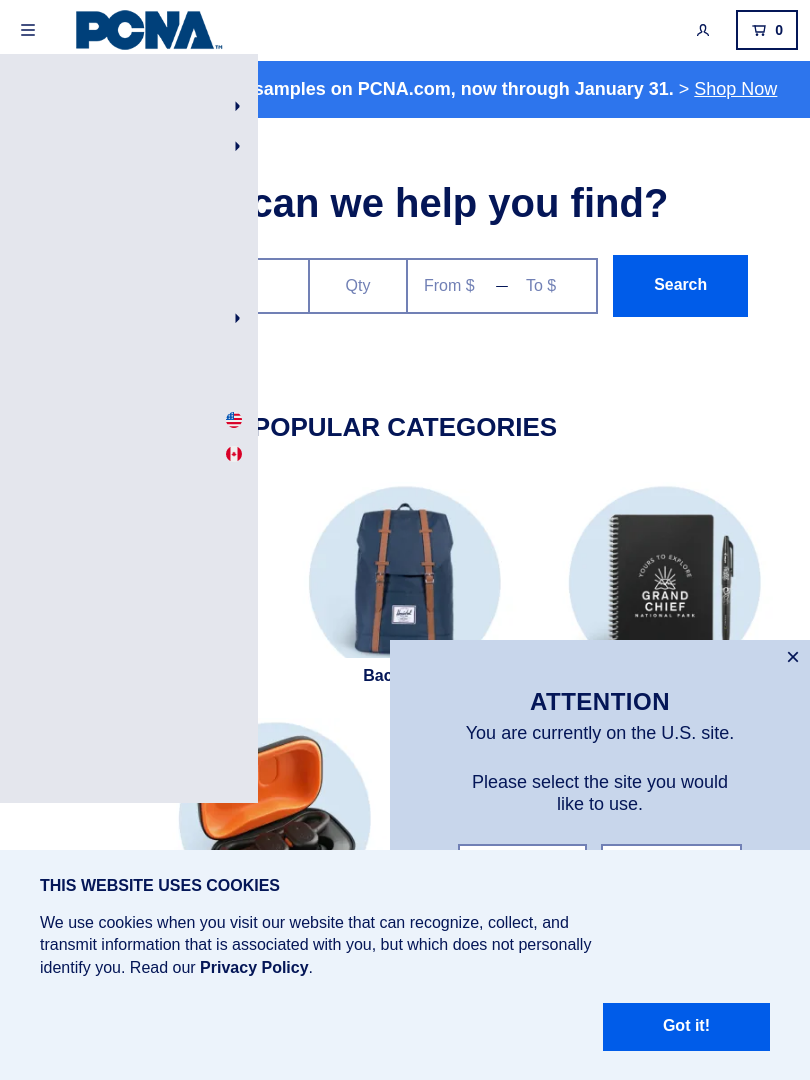 PCNA™
0
samples on PCNA.com, now through January 31. > Shop Now
can we help you find?
Qty
From $ — To $
Search
POPULAR CATEGORIES
YOURS TO EXPLORE
GRAND
CHIEF
NATIONAL PARK
Herschel
ATTENTION
You are currently on the U.S. site.
Please select the site you would
like to use.
THIS WEBSITE USES COOKIES
We use cookies when you visit our website that can recognize, collect, and
transmit information that is associated with you, but which does not personally
identify you. Read our Privacy Policy.
Got it!